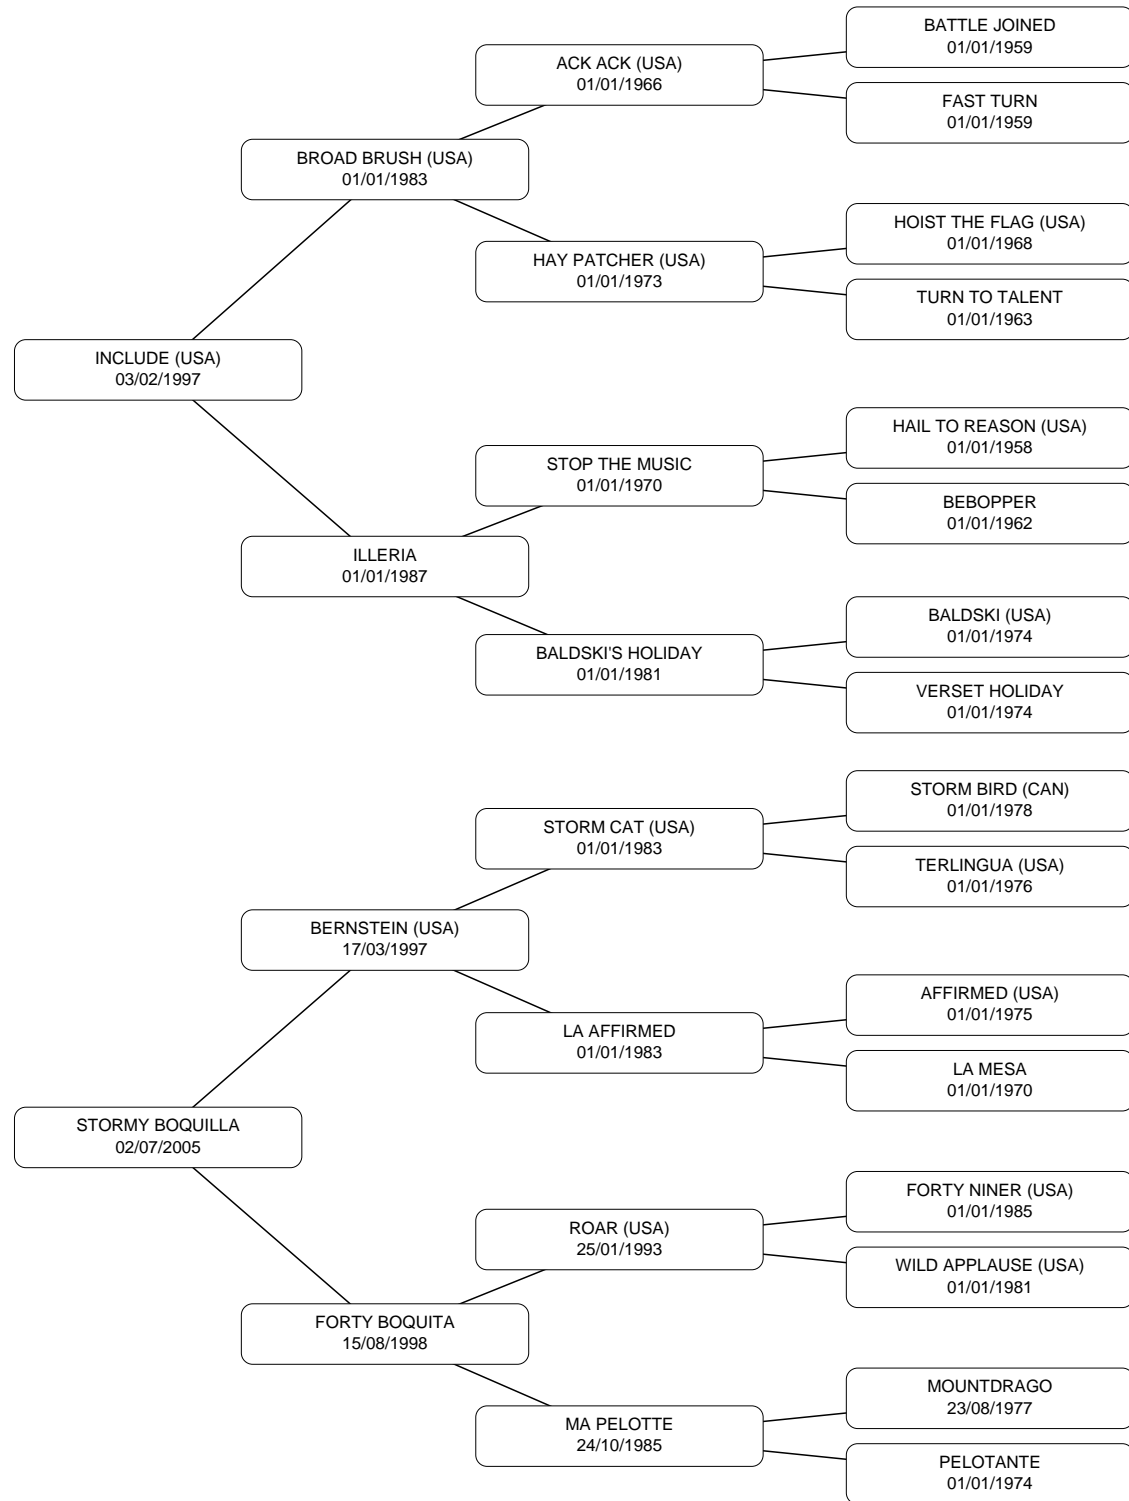 BATTLE JOINED
01/01/1959
ACK ACK (USA)
01/01/1966
FAST TURN
01/01/1959
BROAD BRUSH (USA)
01/01/1983
HOIST THE FLAG (USA)
01/01/1968
HAY PATCHER (USA)
01/01/1973
TURN TO TALENT
01/01/1963
INCLUDE (USA)
03/02/1997
HAIL TO REASON (USA)
01/01/1958
STOP THE MUSIC
01/01/1970
BEBOPPER
01/01/1962
ILLERIA
01/01/1987
BALDSKI (USA)
01/01/1974
BALDSKI'S HOLIDAY
01/01/1981
VERSET HOLIDAY
01/01/1974
STORM BIRD (CAN)
01/01/1978
STORM CAT (USA)
01/01/1983
TERLINGUA (USA)
01/01/1976
BERNSTEIN (USA)
17/03/1997
AFFIRMED (USA)
01/01/1975
LA AFFIRMED
01/01/1983
LA MESA
01/01/1970
STORMY BOQUILLA
02/07/2005
FORTY NINER (USA)
01/01/1985
ROAR (USA)
25/01/1993
WILD APPLAUSE (USA)
01/01/1981
FORTY BOQUITA
15/08/1998
MOUNTDRAGO
23/08/1977
MA PELOTTE
24/10/1985
PELOTANTE
01/01/1974